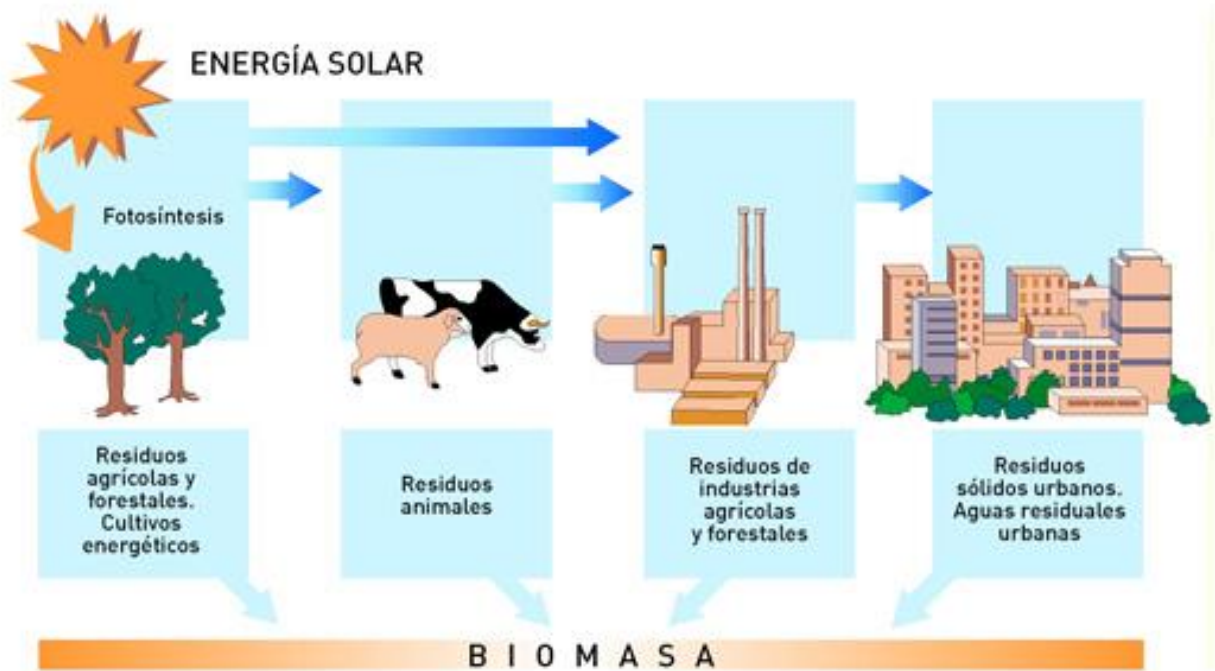 ENERGÍA SOLAR
Fotosíntesis
Residuos
agrícolas y
forestales.
Cultivos
energéticos
Residuos
animales
Residuos de
industrias
agrícolas
y forestales
Residuos
sólidos urbanos.
Aguas residuales
urbanas
BIOMASA